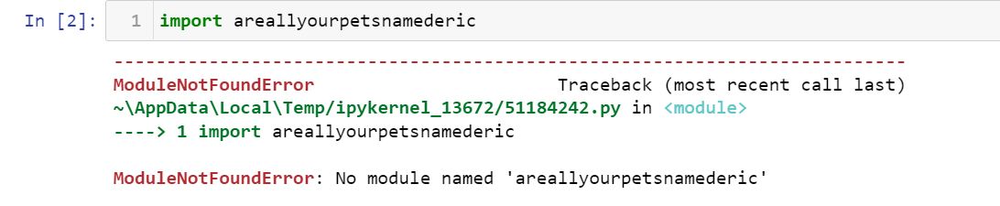 In [2]: 1 import areallyourpetsnamederic
---------------------------------------------------------------------------
ModuleNotFoundError                       Traceback (most recent call last)
~\AppData\Local\Temp/ipykernel_13672/51184242.py in <module>
----> 1 import areallyourpetsnamederic
ModuleNotFoundError: No module named 'areallyourpetsnamederic'